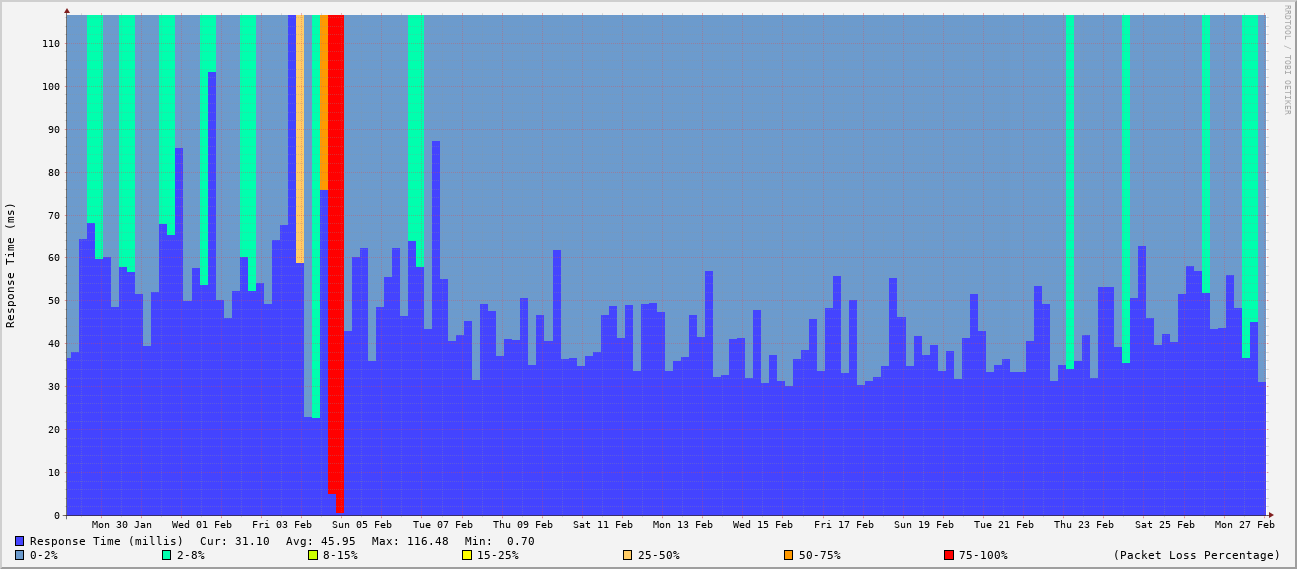 RRDTOOL / TOBI OETIKER
Response Time (ms)
110
100
90
80
70
60
50
40
30
20
10
0
Mon 30 Jan Wed 01 Feb Fri 03 Feb Sun 05 Feb Tue 07 Feb Thu 09 Feb Sat 11 Feb Mon 13 Feb Wed 15 Feb Fri 17 Feb Sun 19 Feb Tue 21 Feb Thu 23 Feb Sat 25 Feb Mon 27 Feb
Response Time (millis) Cur: 31.10 Avg: 45.95 Max: 116.48 Min: 0.70
0-2% 2-8% 8-15% 15-25% 25-50% 50-75% 75-100% (Packet Loss Percentage)